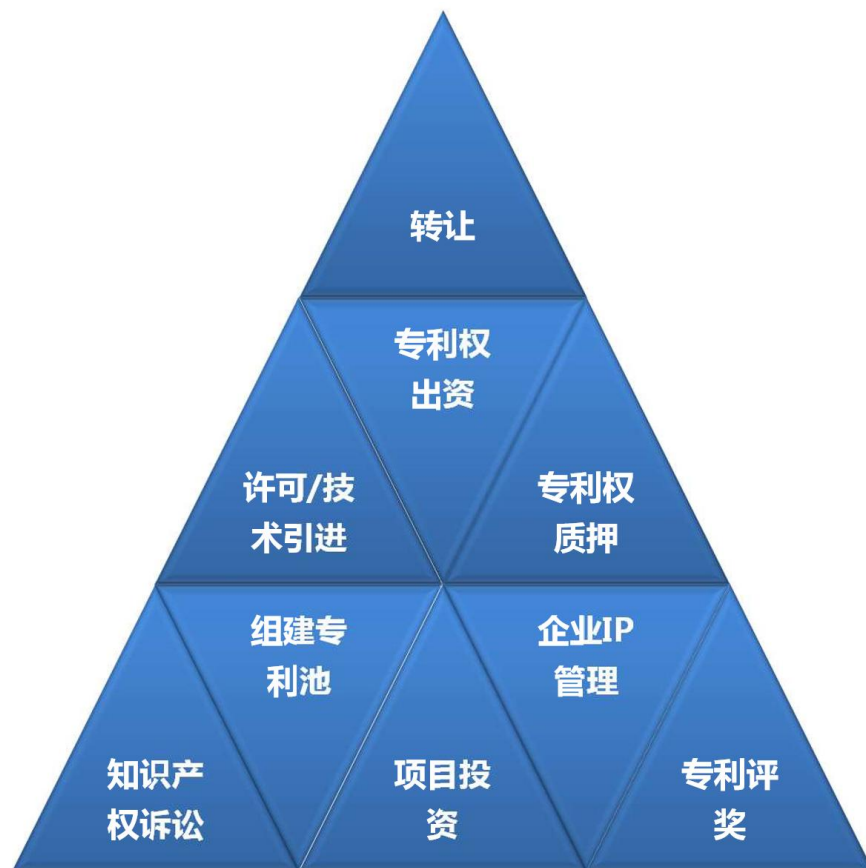 转让
专利权
出资
许可/技
术引进
专利权
质押
组建专
利池
企业IP
管理
知识产
权诉讼
项目投
资
专利评
奖